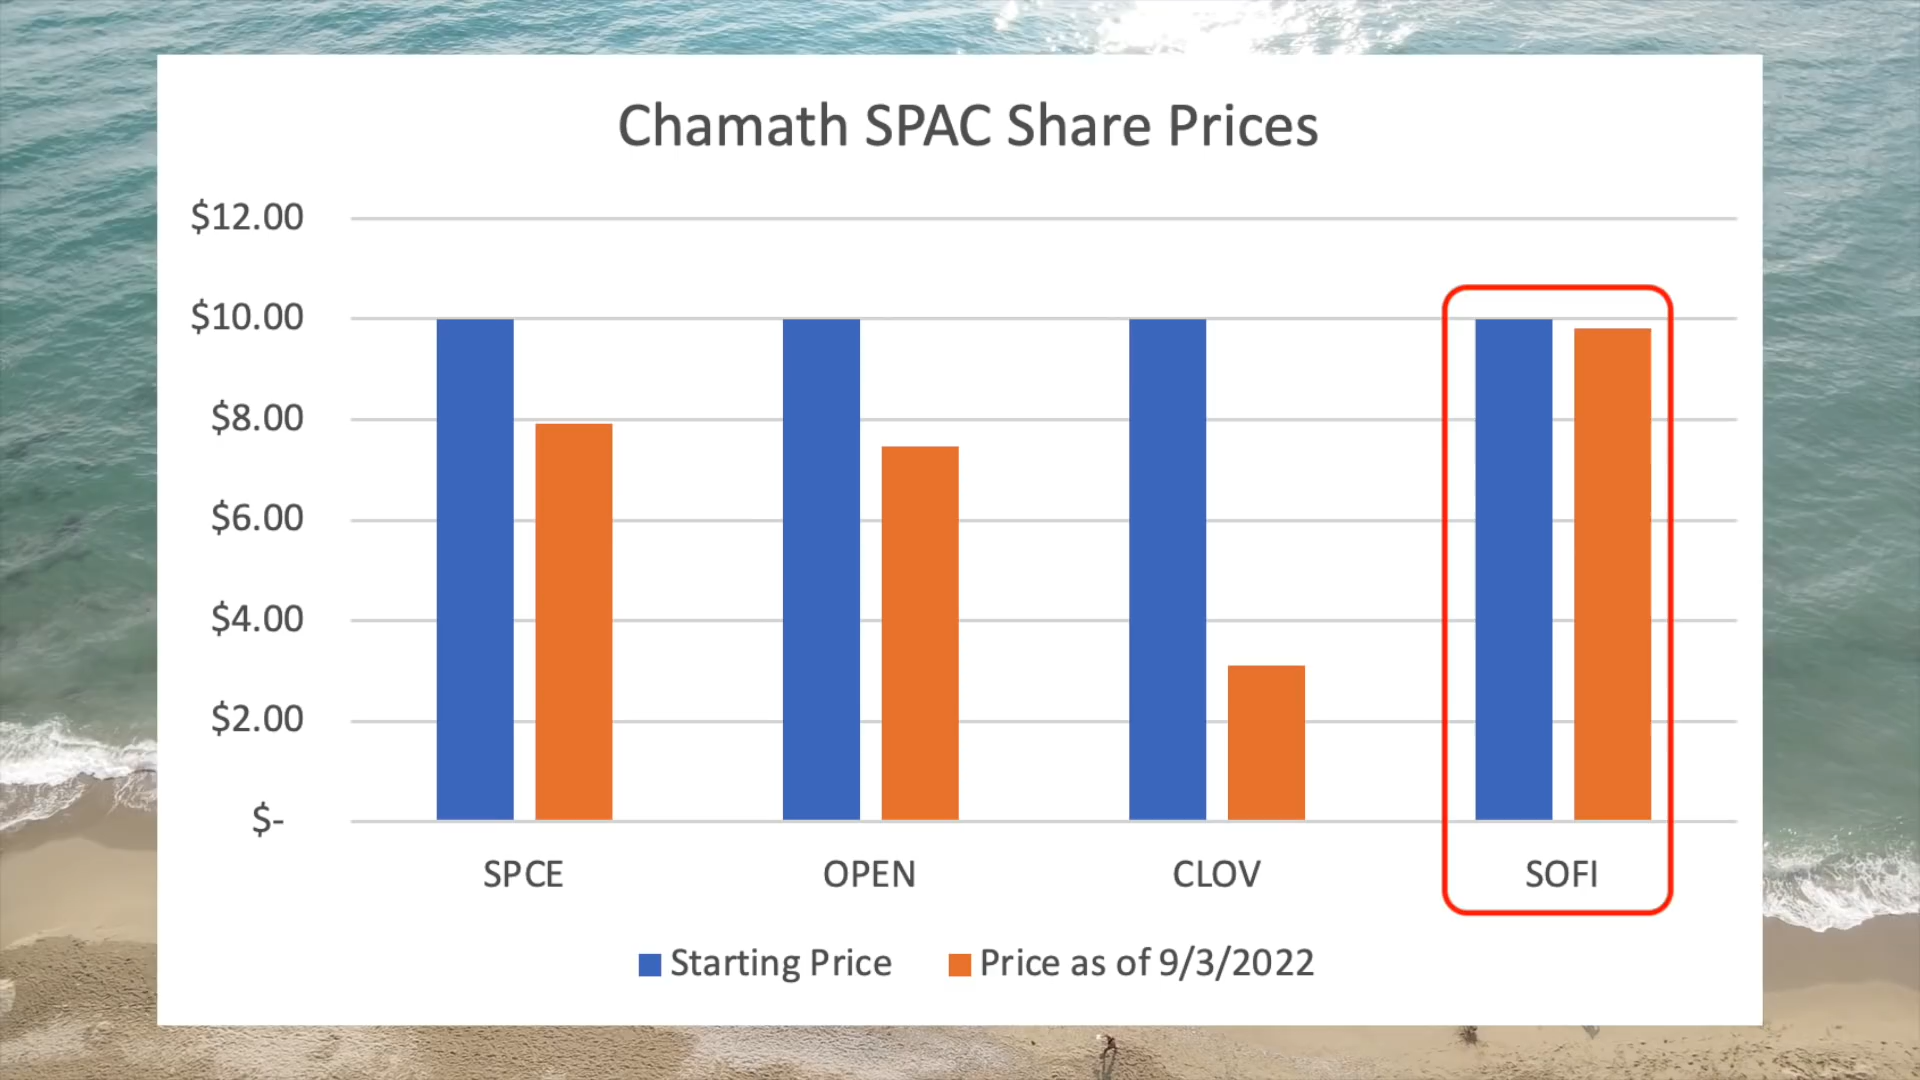 Chamath SPAC Share Prices
$12.00
$10.00
$8.00
$6.00
$4.00
$2.00
$-
SPCE OPEN CLOV SOFI
Starting Price Price as of 9/3/2022